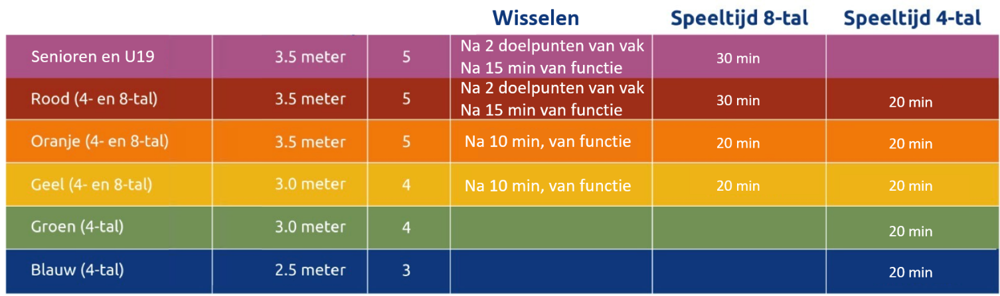 Wisselen Speeltijd 8-tal Speeltijd 4-tal
Senioren en U19 3.5 meter 5 Na 2 doelpunten van vak
Na 15 min van functie 30 min
Rood (4- en 8-tal) 3.5 meter 5 Na 2 doelpunten van vak
Na 15 min van functie 30 min 20 min
Oranje (4- en 8-tal) 3.5 meter 5 Na 10 min, van functie 20 min 20 min
Geel (4- en 8-tal) 3.0 meter 4 Na 10 min, van functie 20 min 20 min
Groen (4-tal) 3.0 meter 4 20 min
Blauw (4-tal) 2.5 meter 3 20 min